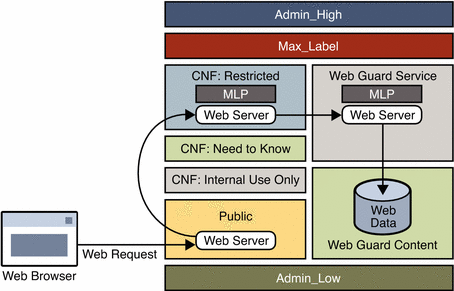 Admin_High
Max_Label
CNF: Restricted
MLP
Web Server
Web Guard Service
MLP
Web Server
CNF: Need to Know
CNF: Internal Use Only
Public
Web Server
Web
Data
Web Guard Content
Web Request
Web Browser
Admin_Low